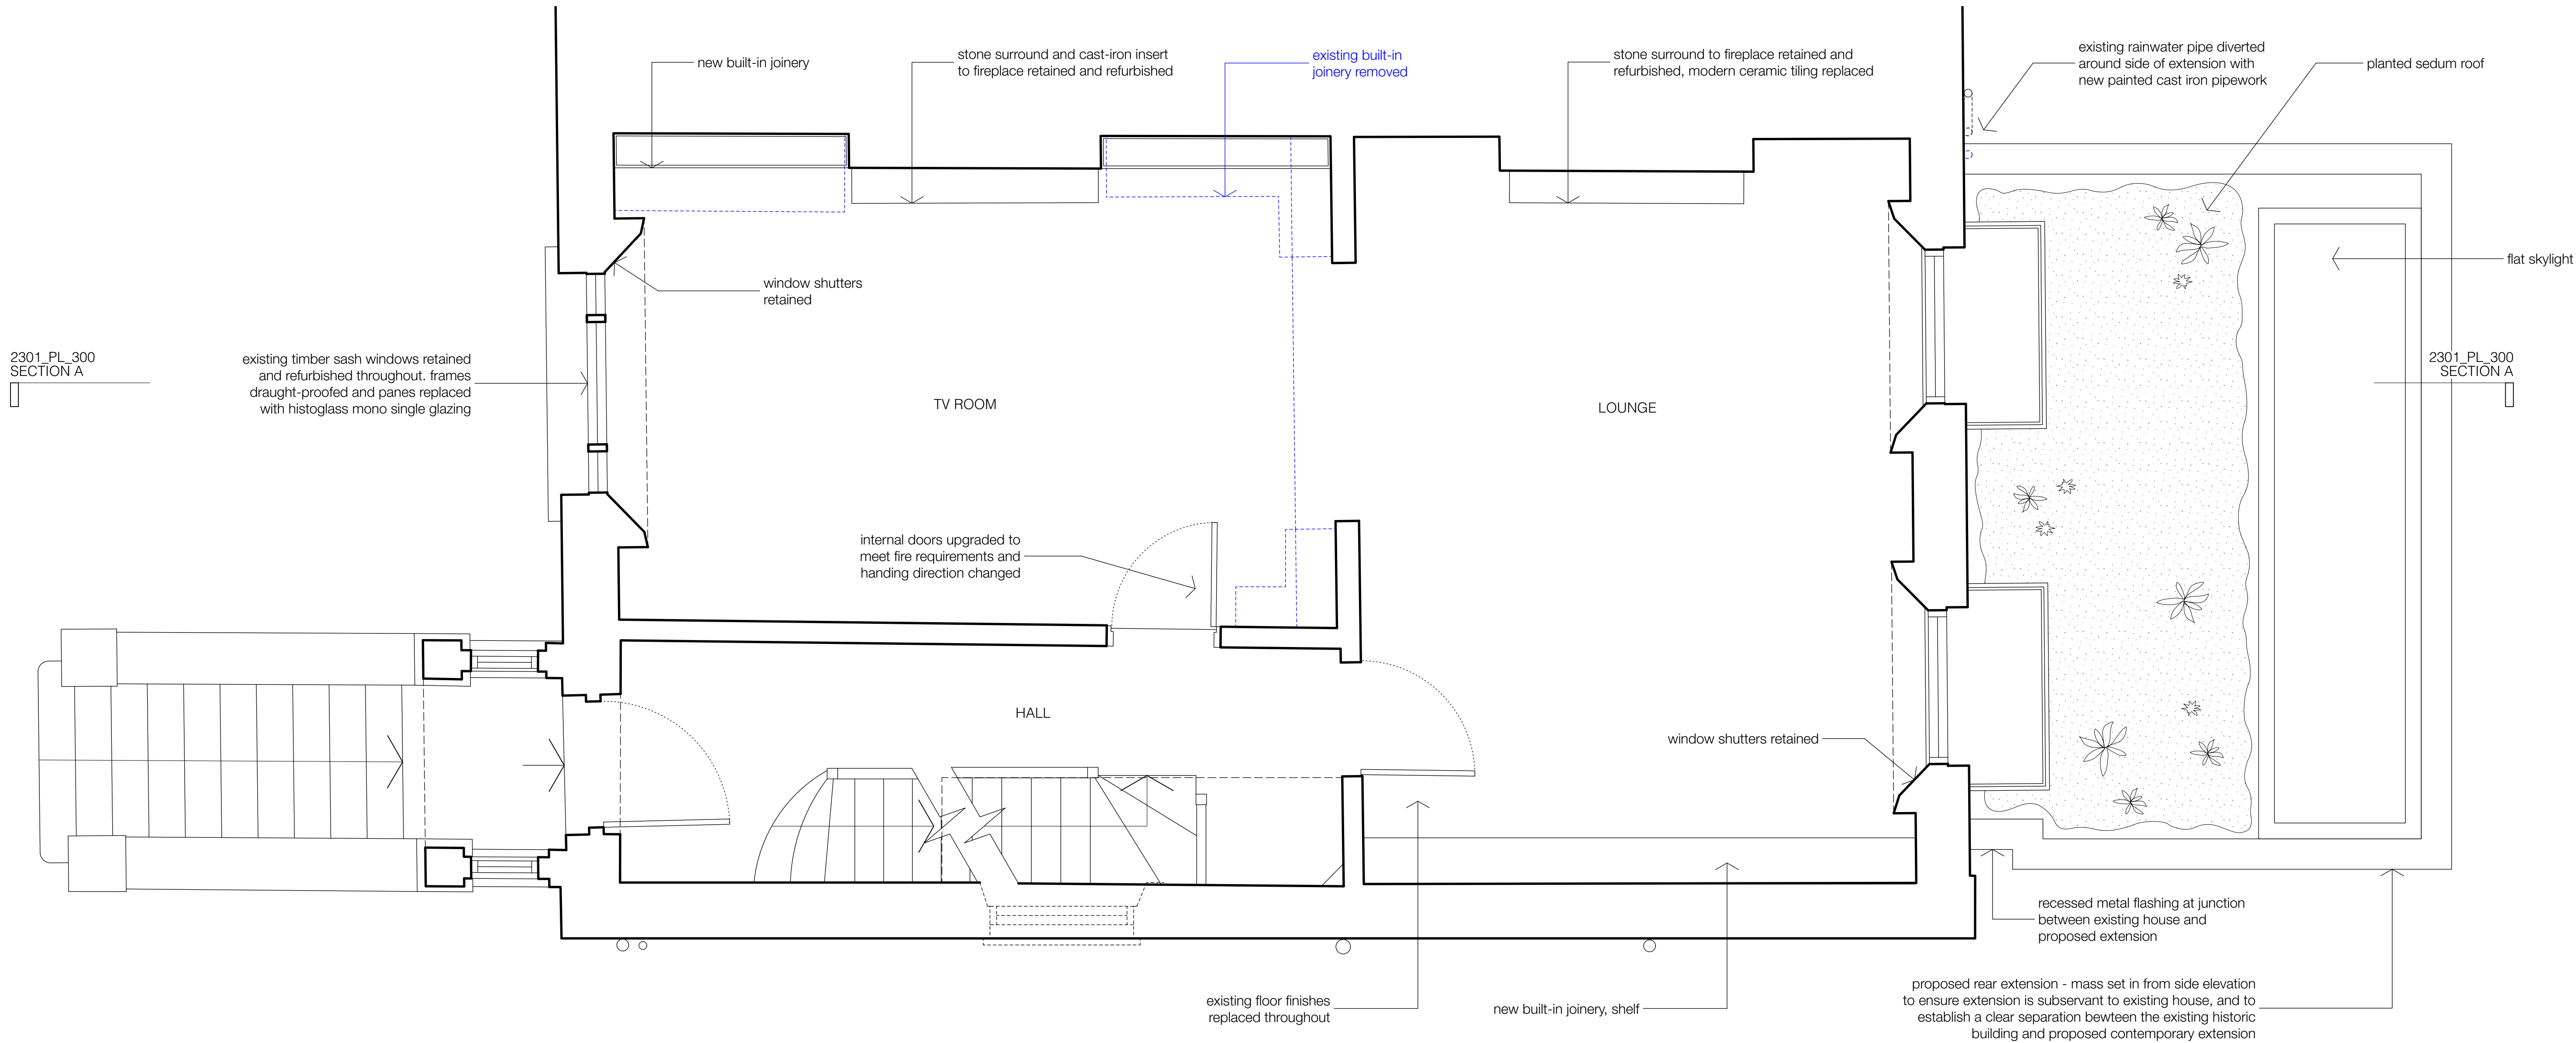 new built-in joinery
stone surround and cast-iron insert
to fireplace retained and refurbished
existing built-in
joinery removed
stone surround to fireplace retained and
refurbished, modern ceramic tiling replaced
existing rainwater pipe diverted
around side of extension with
new painted cast iron pipework
planted sedum roof
flat skylight
window shutters
retained
2301_PL_300
SECTION A
existing timber sash windows retained
and refurbished throughout. frames
draught-proofed and panes replaced
with histoglass mono single glazing
TV ROOM
LOUNGE
2301_PL_300
SECTION A
internal doors upgraded to
meet fire requirements and
handing direction changed
HALL
window shutters retained
recessed metal flashing at junction
between existing house and
proposed extension
existing floor finishes
replaced throughout
new built-in joinery, shelf
proposed rear extension - mass set in from side elevation
to ensure extension is subservant to existing house, and to
establish a clear separation bewteen the existing historic
building and proposed contemporary extension